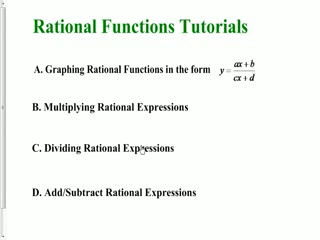 Rational Functions Tutorials
A. Graphing Rational Functions in the form y = (ax + b)/(cx + d)
B. Multiplying Rational Expressions
C. Dividing Rational Expressions
D. Add/Subtract Rational Expressions